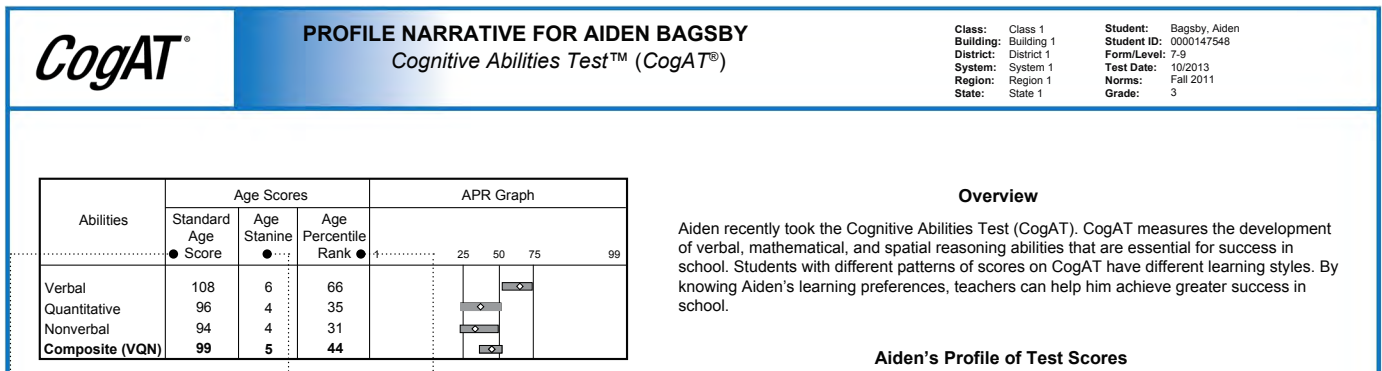 CogAT®
PROFILE NARRATIVE FOR AIDEN BAGSBY
Cognitive Abilities Test™ (CogAT®)
Class: Class 1
Building: Building 1
District: District 1
System: System 1
Region: Region 1
State: State 1
Student: Bagsby, Aiden
Student ID: 0000147548
Form/Level: 7-9
Test Date: 10/2013
Norms: Fall 2011
Grade: 3
Abilities
Age Scores
APR Graph
Standard Age Score
Age Stanine
Age Percentile Rank
1 25 50 75 99
Verbal 108 6 66
Quantitative 96 4 35
Nonverbal 94 4 31
Composite (VQN) 99 5 44
Overview
Aiden recently took the Cognitive Abilities Test (CogAT). CogAT measures the development
of verbal, mathematical, and spatial reasoning abilities that are essential for success in
school. Students with different patterns of scores on CogAT have different learning styles. By
knowing Aiden's learning preferences, teachers can help him achieve greater success in
school.
Aiden's Profile of Test Scores